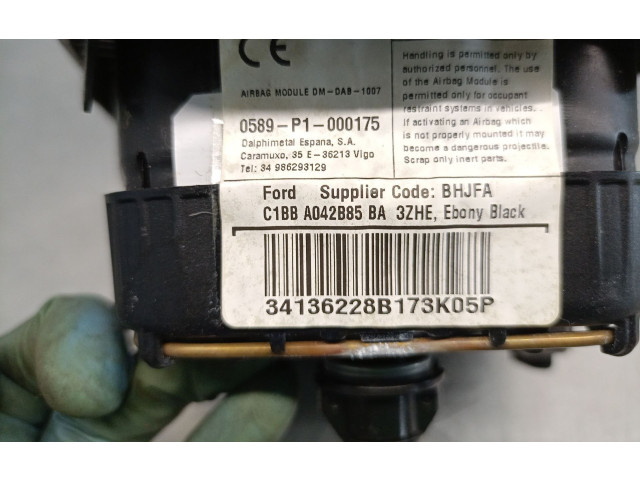 CE
AIRBAG MODULE DM-DAB-1007
0589-P1-000175
Dalphimetal Espana, S.A.
Caramuxo, 35 E-36213 Vigo
Tel: 34 986293129
Handling is permitted only by
authorized personnel. The use
of the Airbag Module is
permitted only for occupant
restraint systems in vehicles.
If activating an Airbag which
is not properly mounted it may
become a dangerous projectile.
Scrap only inert parts.
Ford Supplier Code: BHJFA
C1BB A042B85 BA 3ZHE, Ebony Black
34136228B173K05P